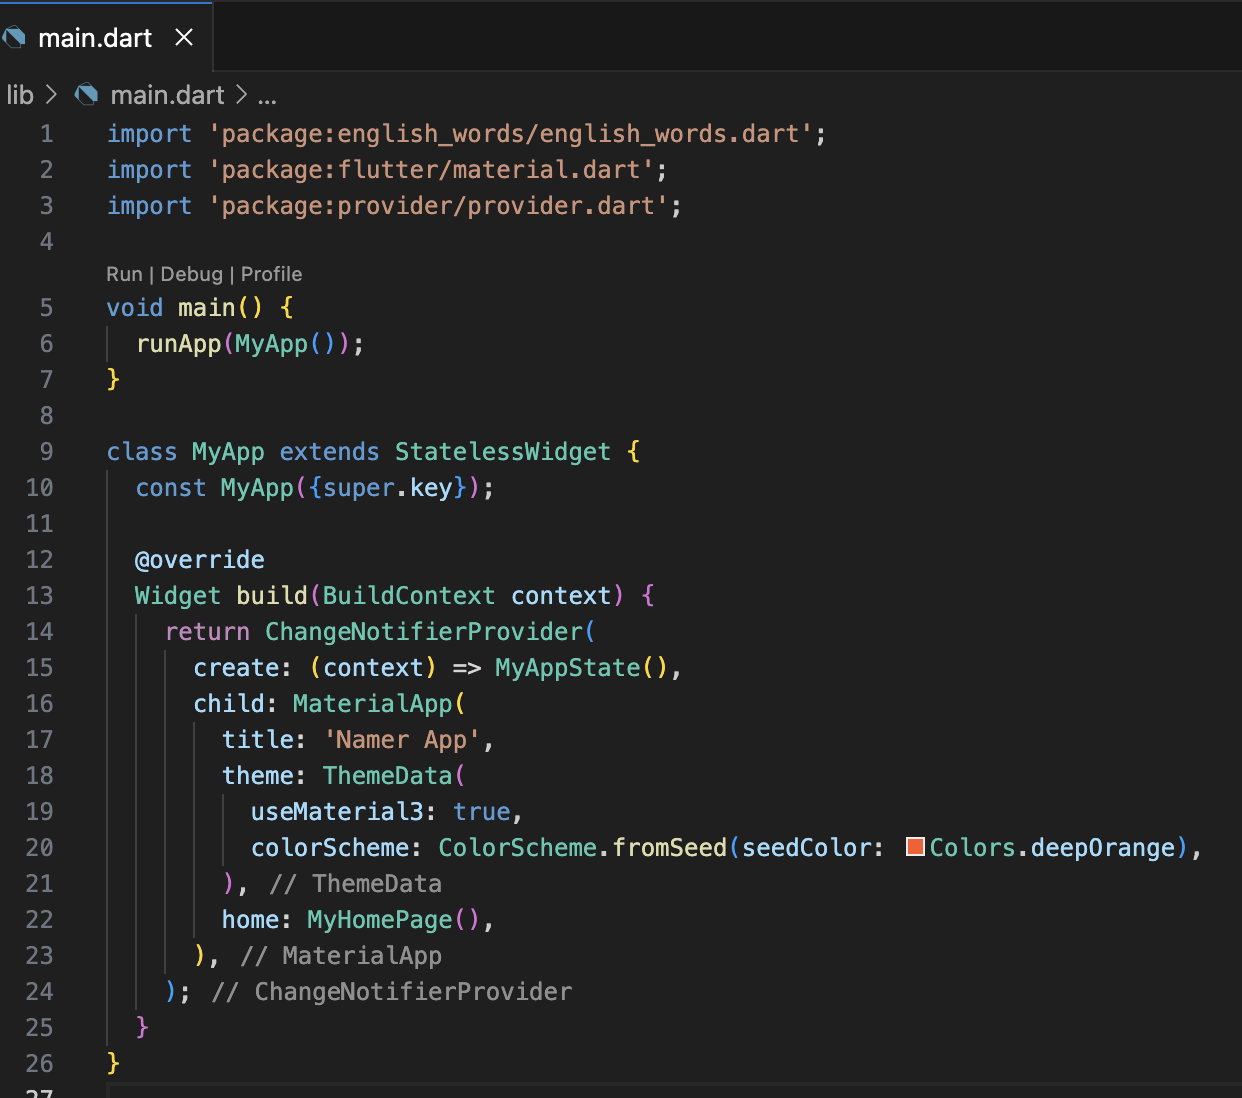 main.dart
lib > main.dart > ...
1 import 'package:english_words/english_words.dart';
2 import 'package:flutter/material.dart';
3 import 'package:provider/provider.dart';
4
Run | Debug | Profile
5 void main() {
6   runApp(MyApp());
7 }
8
9 class MyApp extends StatelessWidget {
10   const MyApp({super.key});
11
12   @override
13   Widget build(BuildContext context) {
14     return ChangeNotifierProvider(
15       create: (context) => MyAppState(),
16       child: MaterialApp(
17         title: 'Namer App',
18         theme: ThemeData(
19           useMaterial3: true,
20           colorScheme: ColorScheme.fromSeed(seedColor: Colors.deepOrange),
21         ), // ThemeData
22         home: MyHomePage(),
23       ), // MaterialApp
24     ); // ChangeNotifierProvider
25   }
26 }
27